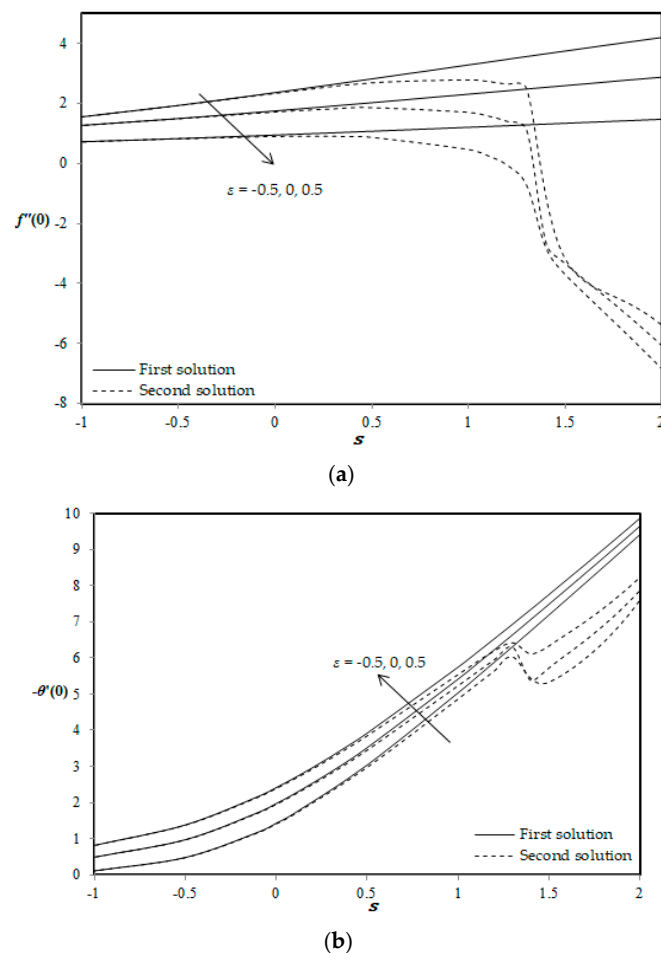 4
2
0
-2
-4
-6
-8
f''(0)
ε = -0.5, 0, 0.5
First solution
Second solution
-1 -0.5 0 0.5 1 1.5 2
s
(a)
10
9
8
7
6
5
4
3
2
1
0
-θ'(0)
ε = -0.5, 0, 0.5
First solution
Second solution
-1 -0.5 0 0.5 1 1.5 2
s
(b)